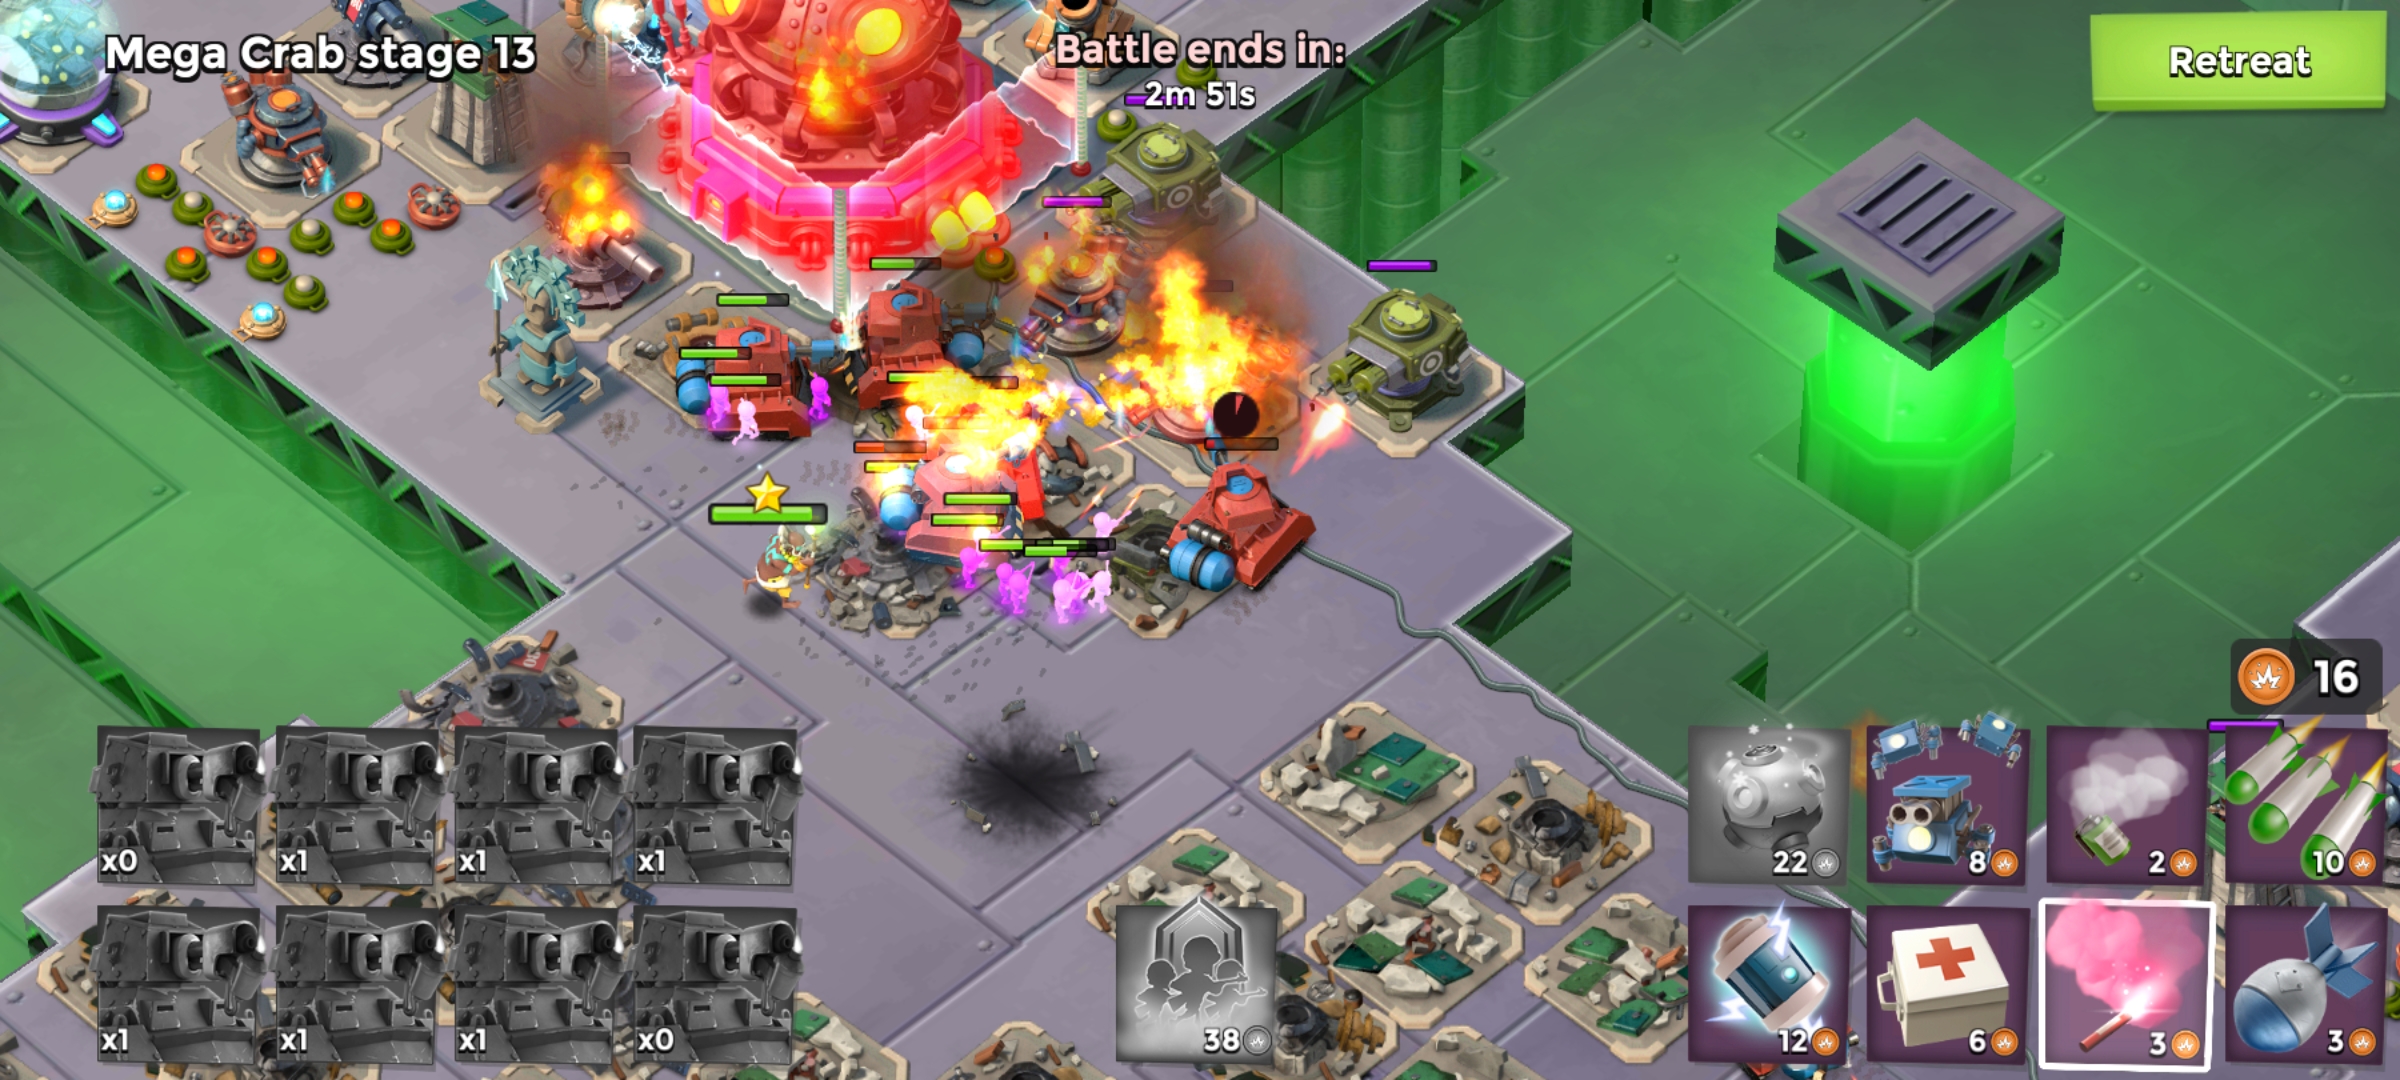 Mega Crab stage 13
Battle ends in:
2m 51s
Retreat
16
x0
x1
x1
x1
22
8
2
10
x1
x1
x1
x0
38
12
6
3
3